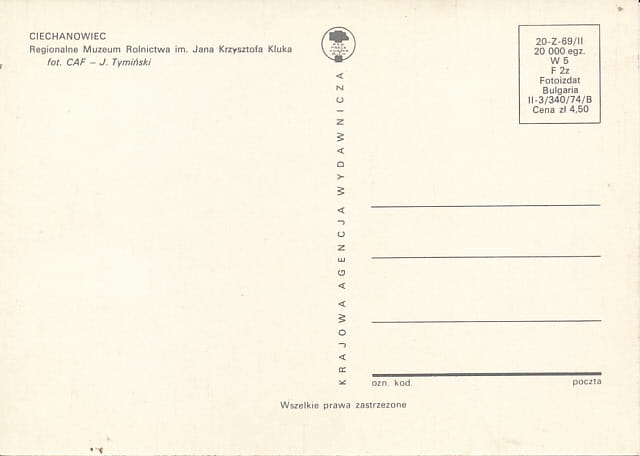 CIECHANOWIEC
Regionalne Muzeum Rolnictwa im. Jana Krzysztofa Kluka
fot. CAF – J. Tymiński
KRAJOWA AGENCJA WYDAWNICZA
20-Z-69/II
20 000 egz.
W 5
F 2z
Fotoizdat
Bulgaria
II-3/340/74/B
Cena zł 4,50
ozn. kod.
poczta
Wszelkie prawa zastrzezone